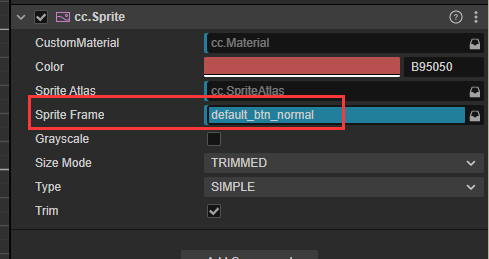 cc.Sprite
CustomMaterial cc.Material
Color B95050
Sprite Atlas cc.SpriteAtlas
Sprite Frame default_btn_normal
Grayscale
Size Mode TRIMMED
Type SIMPLE
Trim